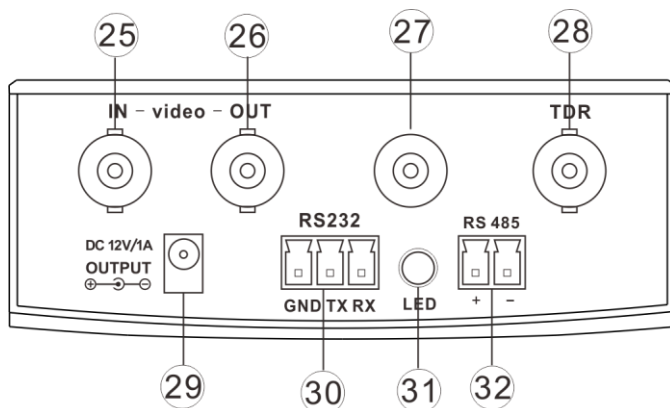 25 26 27 28
IN - video - OUT TDR
RS232 RS 485
DC 12V/1A
OUTPUT
+ -
GND TX RX LED + -
29 30 31 32